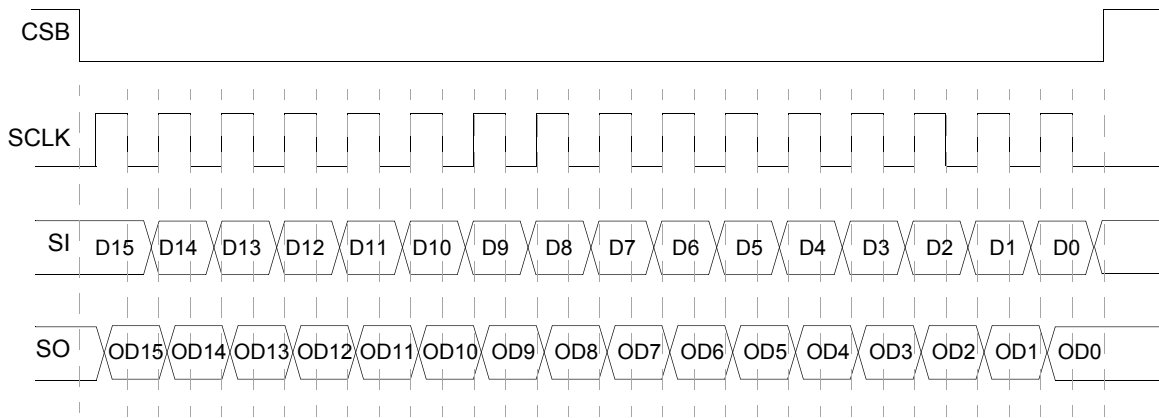 CSB
SCLK
SI D15 D14 D13 D12 D11 D10 D9 D8 D7 D6 D5 D4 D3 D2 D1 D0
SO OD15 OD14 OD13 OD12 OD11 OD10 OD9 OD8 OD7 OD6 OD5 OD4 OD3 OD2 OD1 OD0